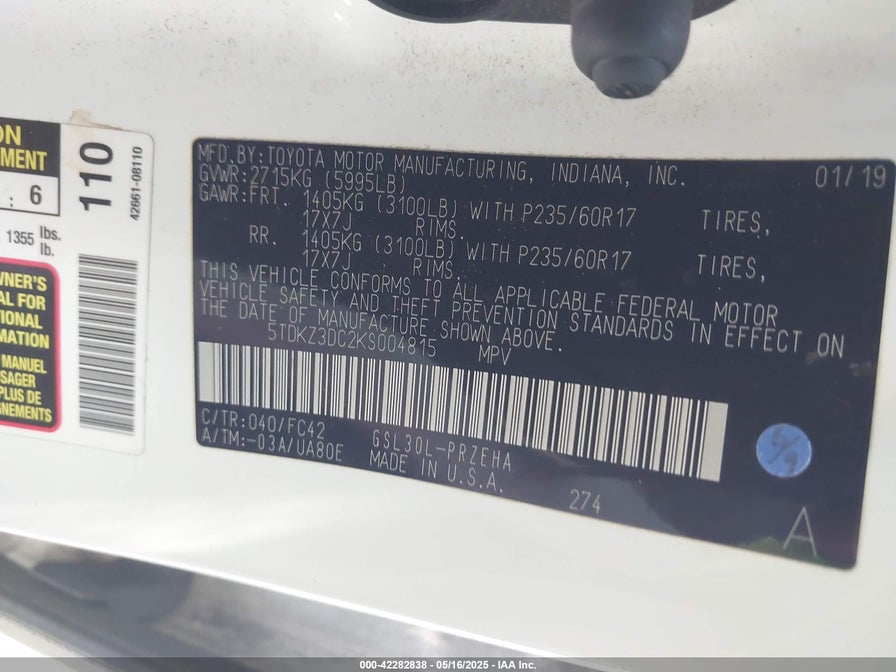 ON
EMENT
: 6
1355 lbs.
lb.
110
42661-08110
WNER'S
AL FOR
TIONAL
MATION
MANUEL
SAGER
PLUS DE
GNEMENTS
MFD.BY:TOYOTA MOTOR MANUFACTURING, INDIANA, INC. 01/19
GVWR:2715KG (5995LB)
GAWR:FRT. 1405KG (3100LB) WITH P235/60R17 TIRES,
17X7J RIMS.
RR. 1405KG (3100LB) WITH P235/60R17 TIRES,
17X7J RIMS.
THIS VEHICLE CONFORMS TO ALL APPLICABLE FEDERAL MOTOR
VEHICLE SAFETY AND THEFT PREVENTION STANDARDS IN EFFECT ON
THE DATE OF MANUFACTURE SHOWN ABOVE.
5TDKZ3DC2KS004815 MPV
C/TR:040/FC42 GSL30L-PRZEHA
A/TM:-03A/UA80E MADE IN U.S.A.
274
A
000-42282838 - 05/16/2025 - IAA Inc.